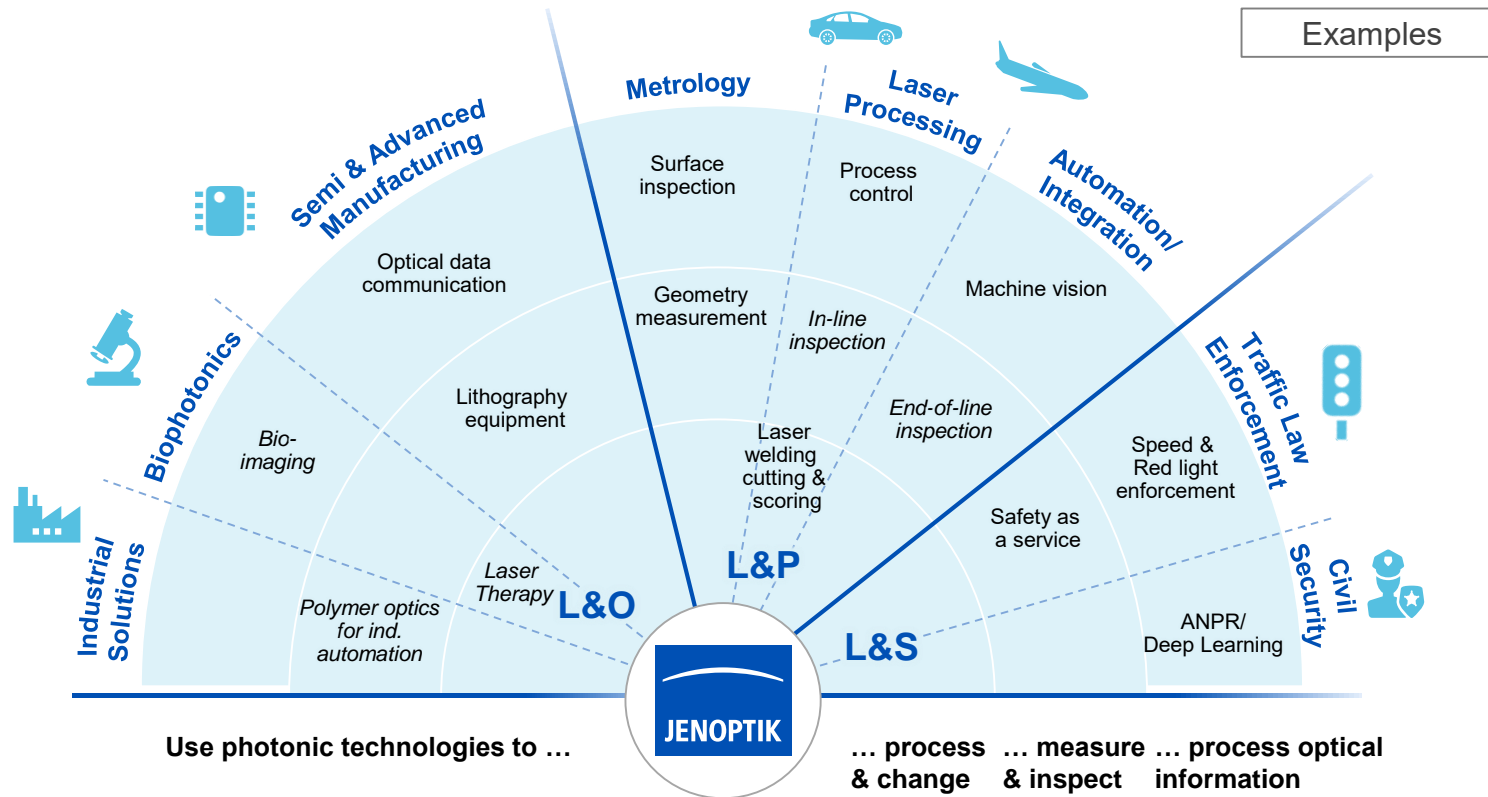 Examples
Metrology
Laser
Processing
Semi & Advanced
Manufacturing
Automation/
Integration
Biophotonics
Traffic Law
Enforcement
Industrial
Solutions
Civil
Security
Surface
inspection
Process
control
Optical data
communication
Geometry
measurement
Machine vision
In-line
inspection
Lithography
equipment
End-of-line
inspection
Bio-
imaging
Laser
welding
cutting &
scoring
Speed &
Red light
enforcement
Safety as
a service
Laser
Therapy
Polymer optics
for ind.
automation
ANPR/
Deep Learning
L&O
L&P
L&S
JENOPTIK
Use photonic technologies to …
… process
& change
… measure
& inspect
… process optical
information